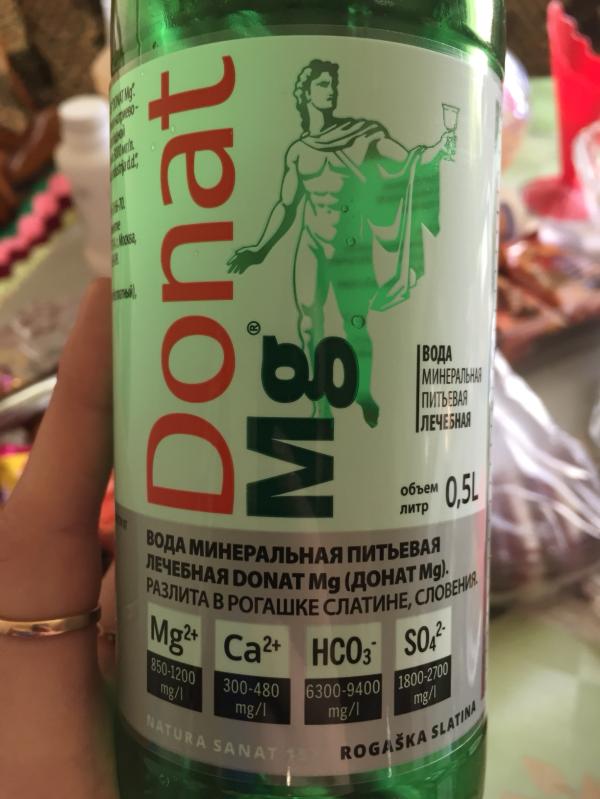 Donat
Mg®
ВОДА
МИНЕРАЛЬНАЯ
ПИТЬЕВАЯ
ЛЕЧЕБНАЯ
объем
литр 0,5L
ВОДА МИНЕРАЛЬНАЯ ПИТЬЕВАЯ
ЛЕЧЕБНАЯ DONAT Mg (ДОНАТ Mg).
РАЗЛИТА В РОГАШКЕ СЛАТИНЕ, СЛОВЕНИЯ.
Mg²⁺ Ca²⁺ HCO₃⁻ SO₄²⁻
850-1200 300-480 6300-9400 1800-2700
mg/l mg/l mg/l mg/l
NATURA SANAT ROGAŠKA SLATINA